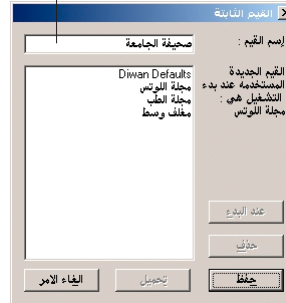 القيم الثابتة
إسم القيم :
صحيفة الجامعة
القيم الجديدة
المستخدمه عند بدء
التشغيل هي :
مجلة اللوتس
Diwan Defaults
مجلة اللوتس
مجلة الطب
مغلف وسط
عند البدء
حذف
حفظ
تحميل
الغاء الامر